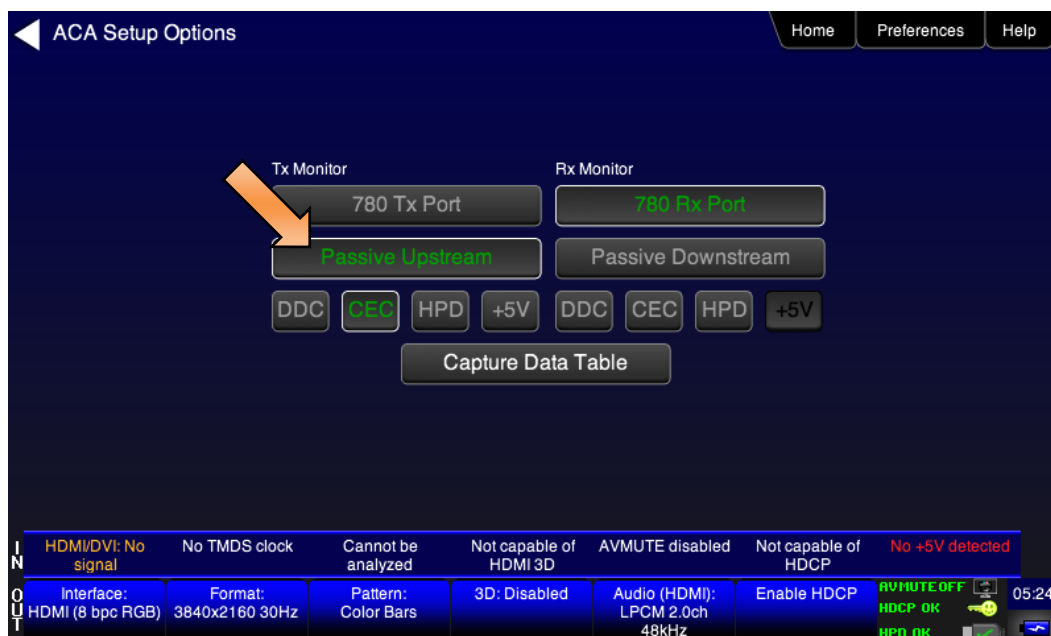 ACA Setup Options
Home
Preferences
Help
Tx Monitor
Rx Monitor
780 Tx Port
780 Rx Port
Passive Upstream
Passive Downstream
DDC
CEC
HPD
+5V
DDC
CEC
HPD
+5V
Capture Data Table
IN
HDMI/DVI: No
signal
No TMDS clock
Cannot be
analyzed
Not capable of
HDMI 3D
AVMUTE disabled
Not capable of
HDCP
No +5V detected
OUT
Interface:
HDMI (8 bpc RGB)
Format:
3840x2160 30Hz
Pattern:
Color Bars
3D: Disabled
Audio (HDMI):
LPCM 2.0ch
48kHz
Enable HDCP
AVMUTEOFF
HDCP OK
HPD OK
05:24